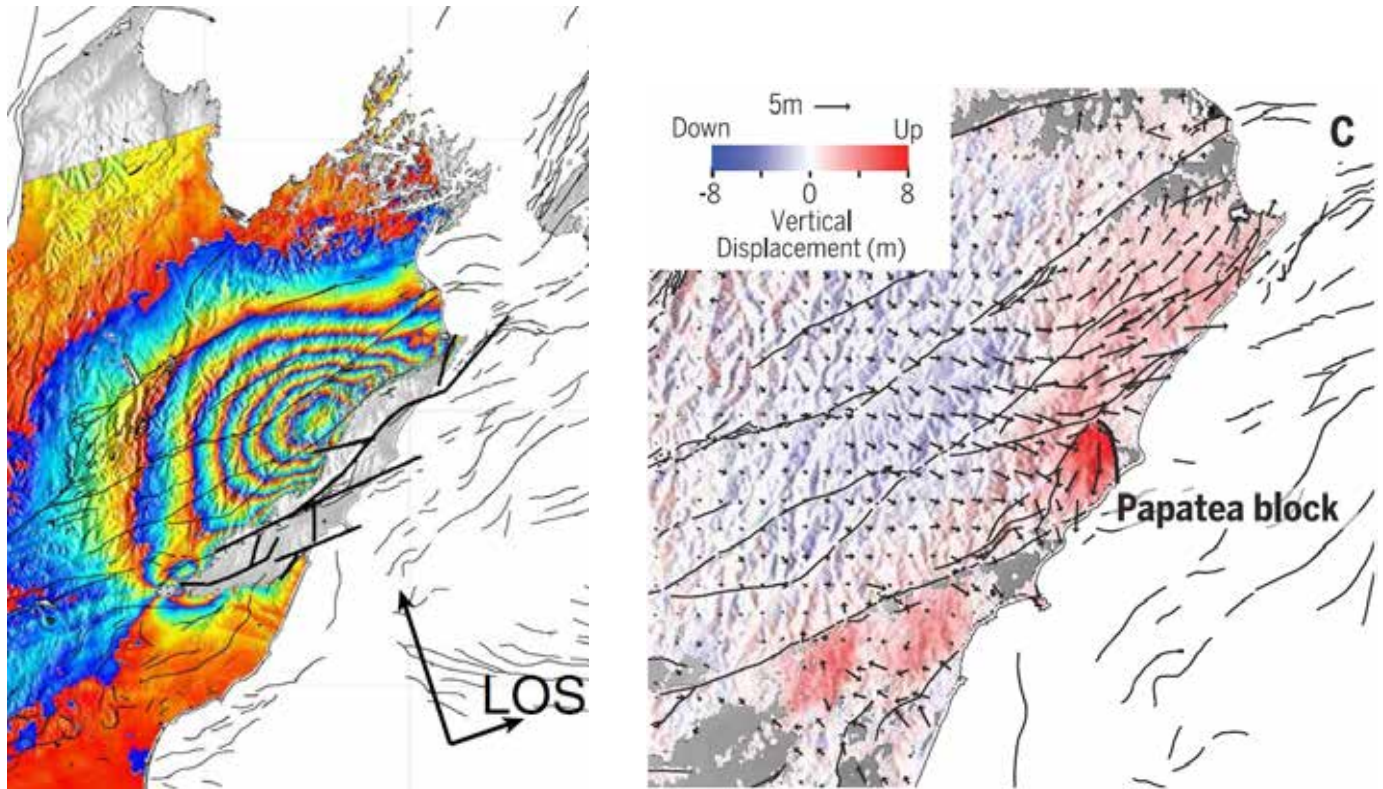 LOS
5m
Down Up
-8 0 8
Vertical
Displacement (m)
C
Papatea block